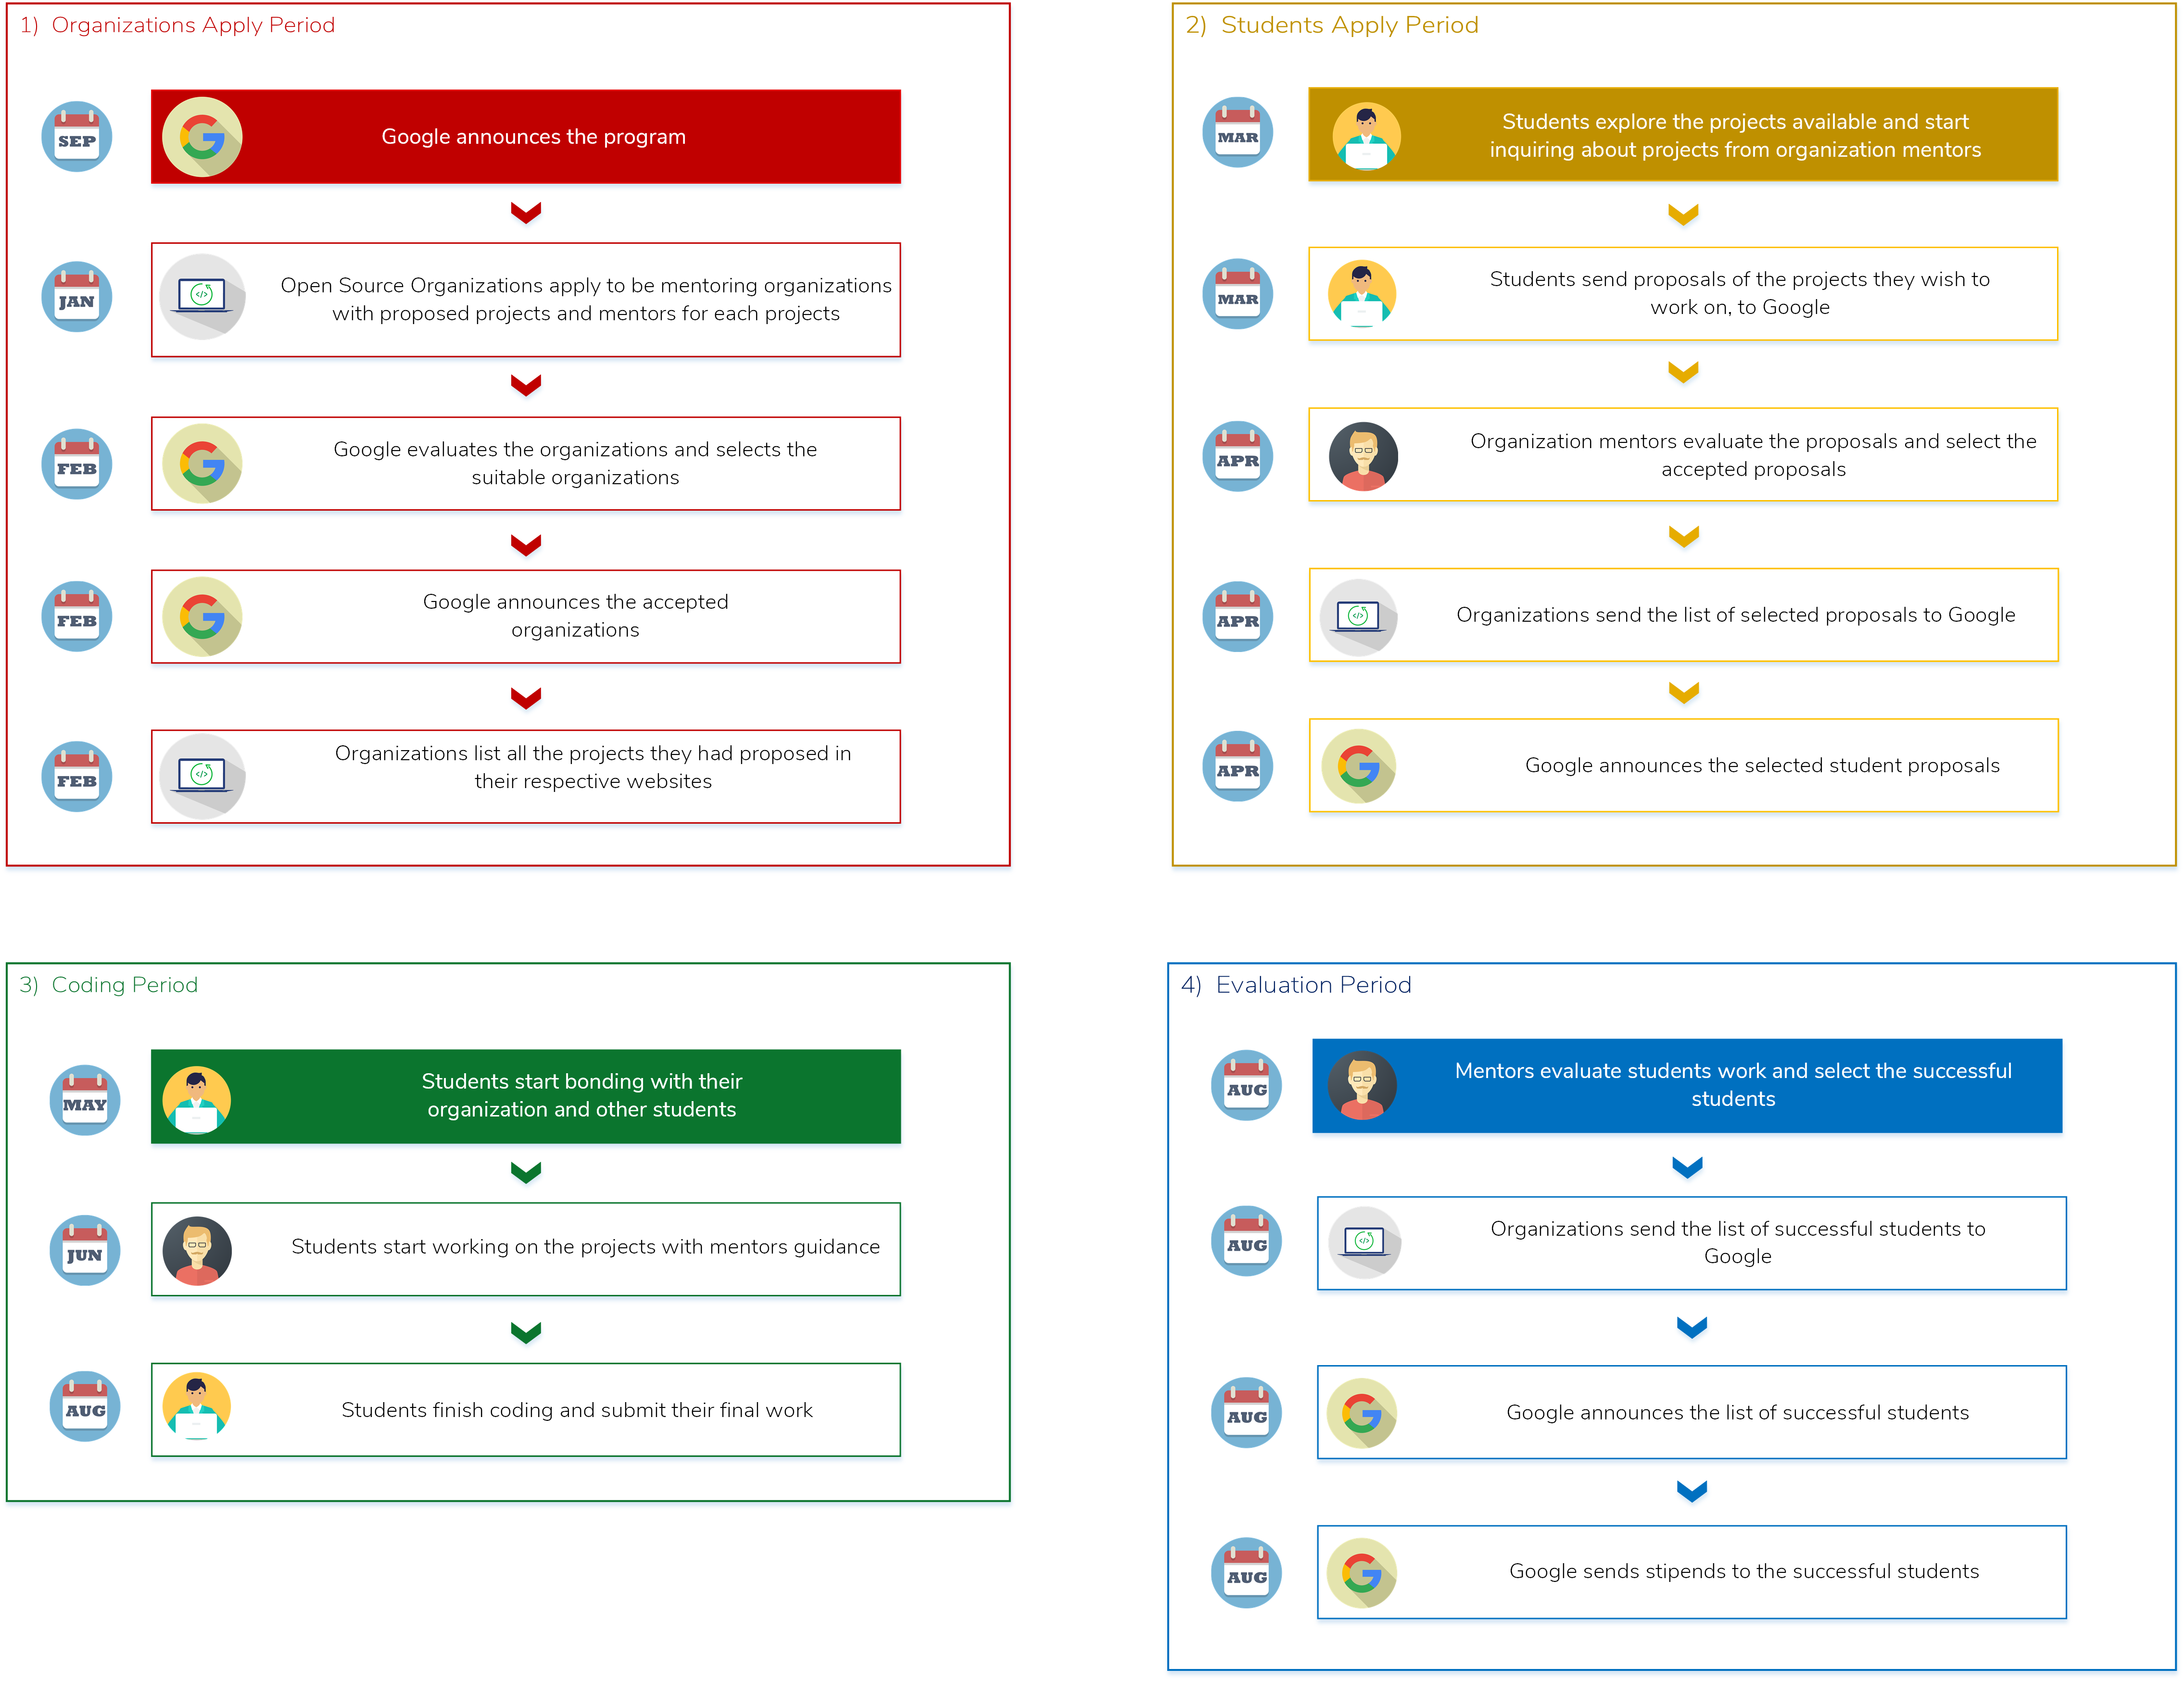 1) Organizations Apply Period
SEP
Google announces the program
JAN
Open Source Organizations apply to be mentoring organizations
with proposed projects and mentors for each projects
FEB
Google evaluates the organizations and selects the
suitable organizations
FEB
Google announces the accepted
organizations
FEB
Organizations list all the projects they had proposed in
their respective websites
2) Students Apply Period
MAR
Students explore the projects available and start
inquiring about projects from organization mentors
MAR
Students send proposals of the projects they wish to
work on, to Google
APR
Organization mentors evaluate the proposals and select the
accepted proposals
APR
Organizations send the list of selected proposals to Google
APR
Google announces the selected student proposals
3) Coding Period
MAY
Students start bonding with their
organization and other students
JUN
Students start working on the projects with mentors guidance
AUG
Students finish coding and submit their final work
4) Evaluation Period
AUG
Mentors evaluate students work and select the successful
students
AUG
Organizations send the list of successful students to
Google
AUG
Google announces the list of successful students
AUG
Google sends stipends to the successful students